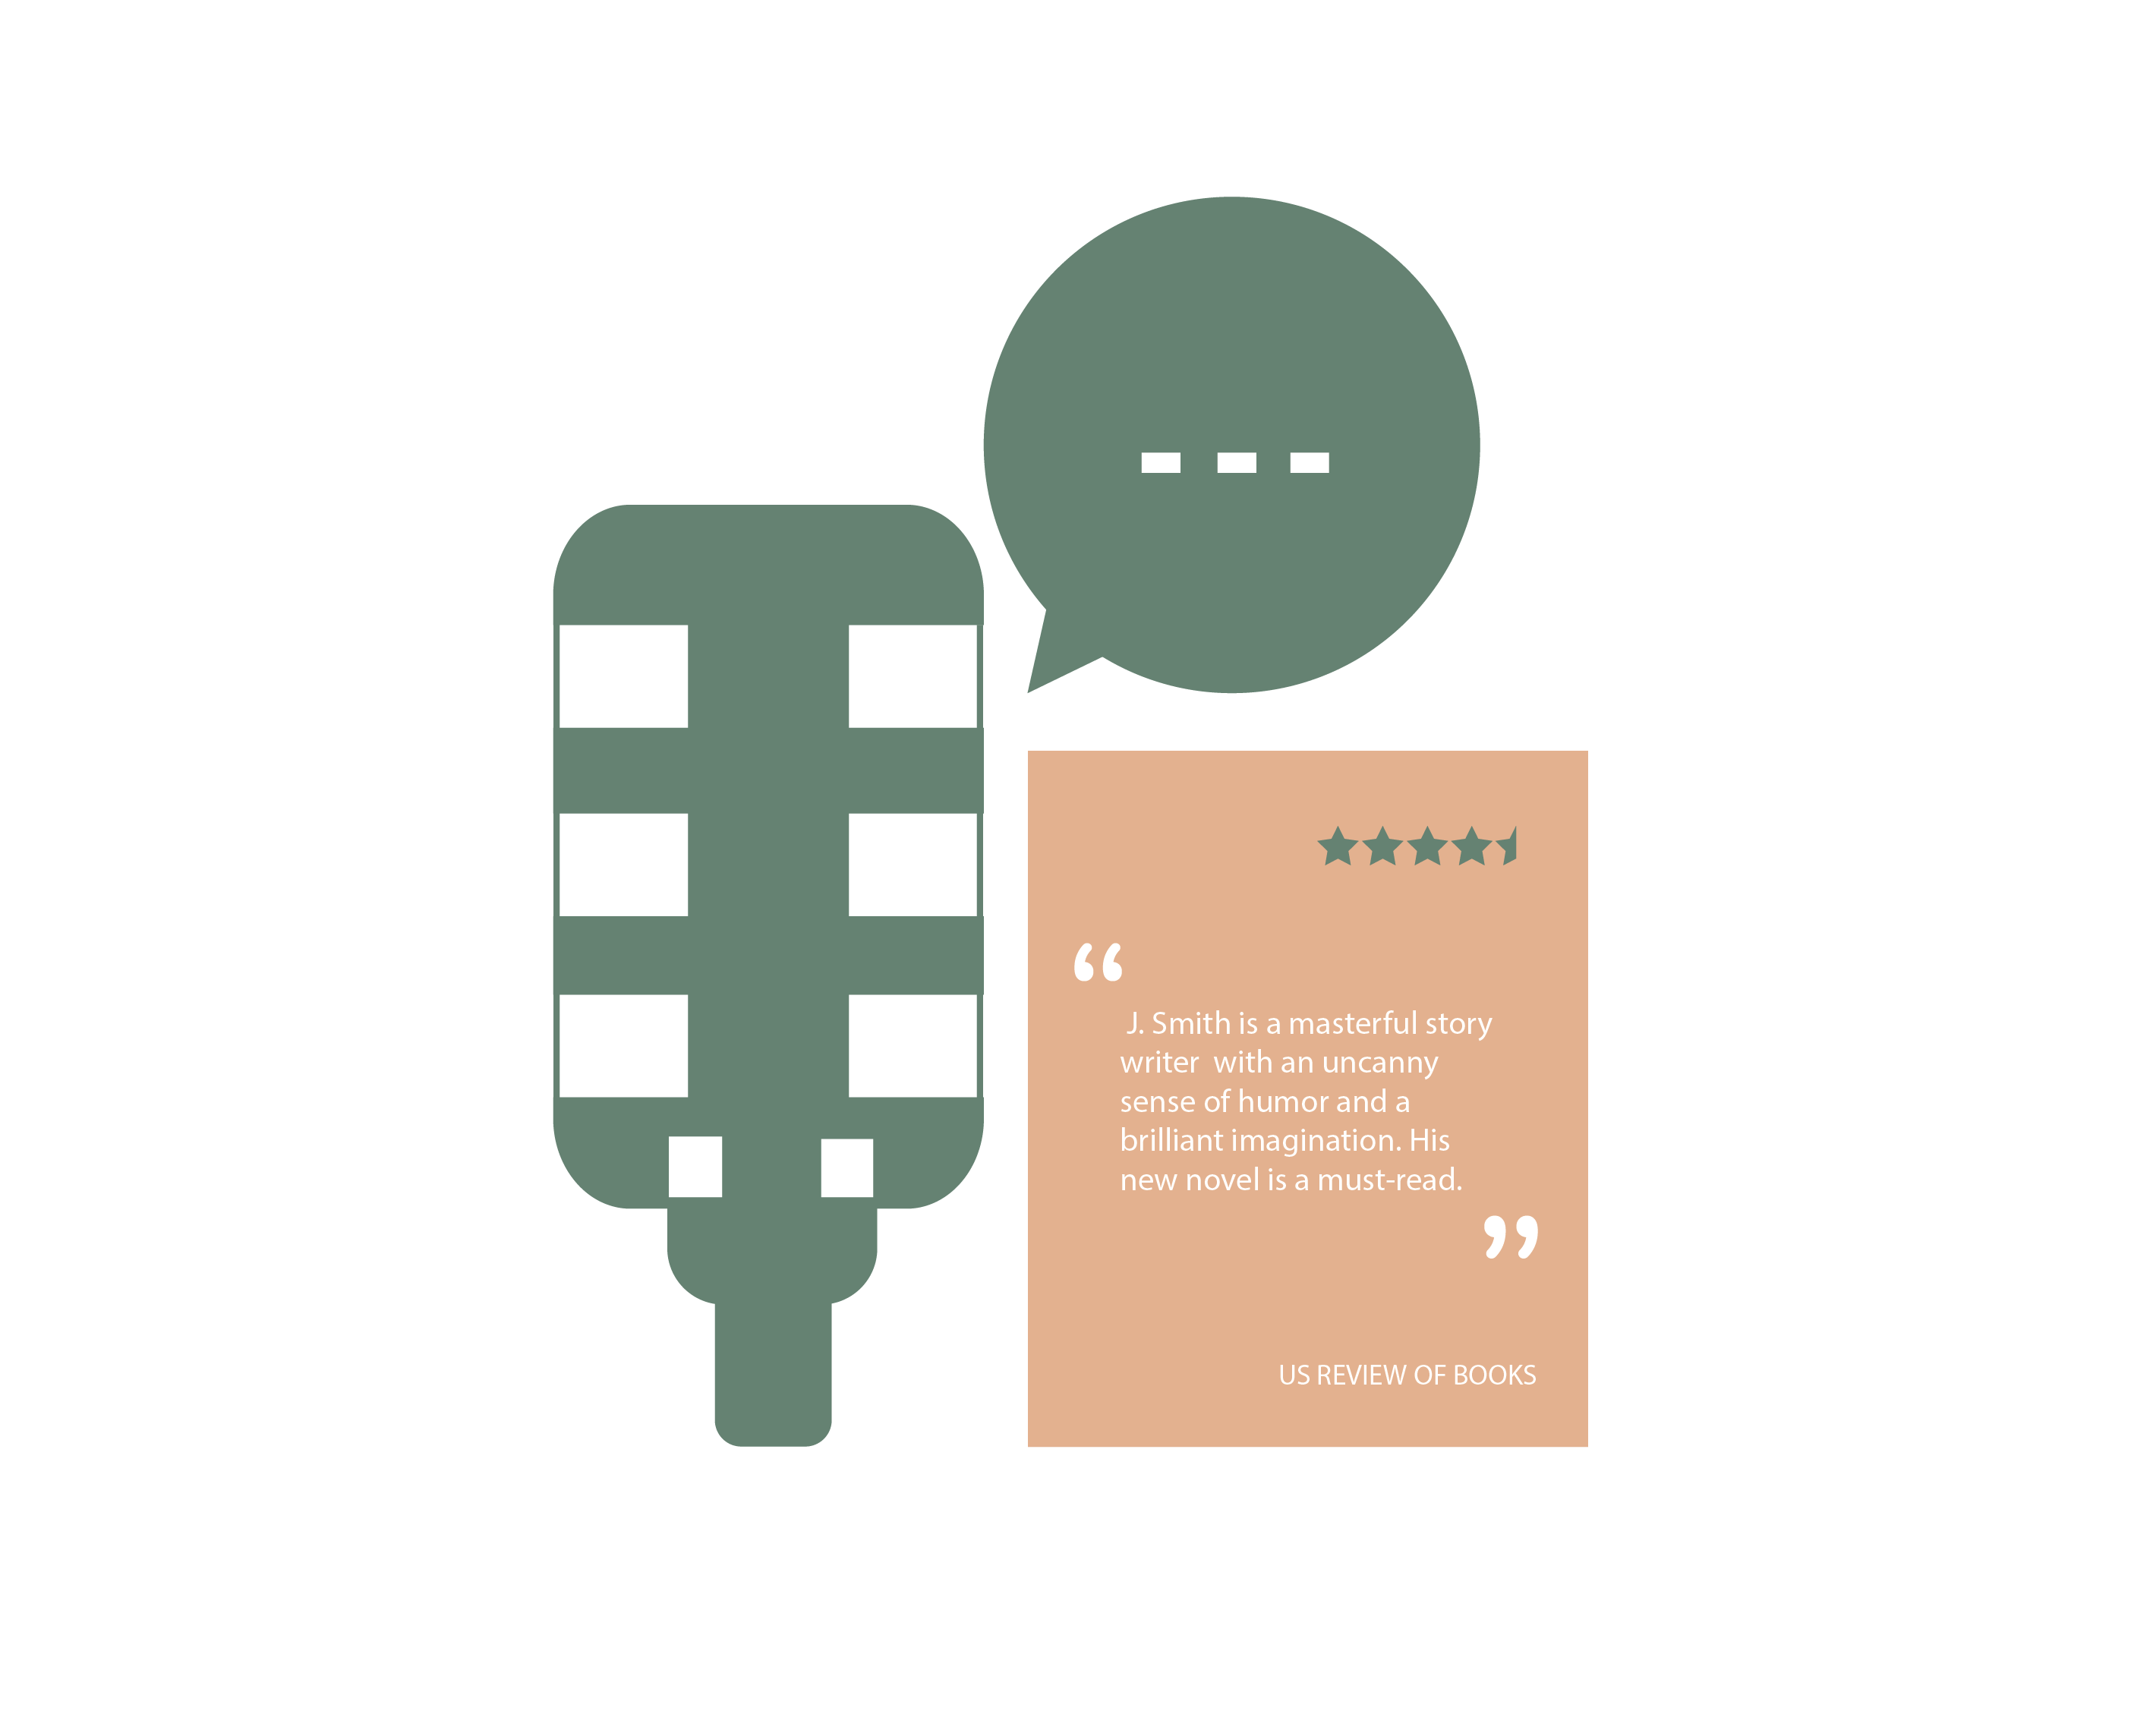 “
J. Smith is a masterful story
writer with an uncanny
sense of humor and a
brilliant imagination. His
new novel is a must-read.
”
US REVIEW OF BOOKS